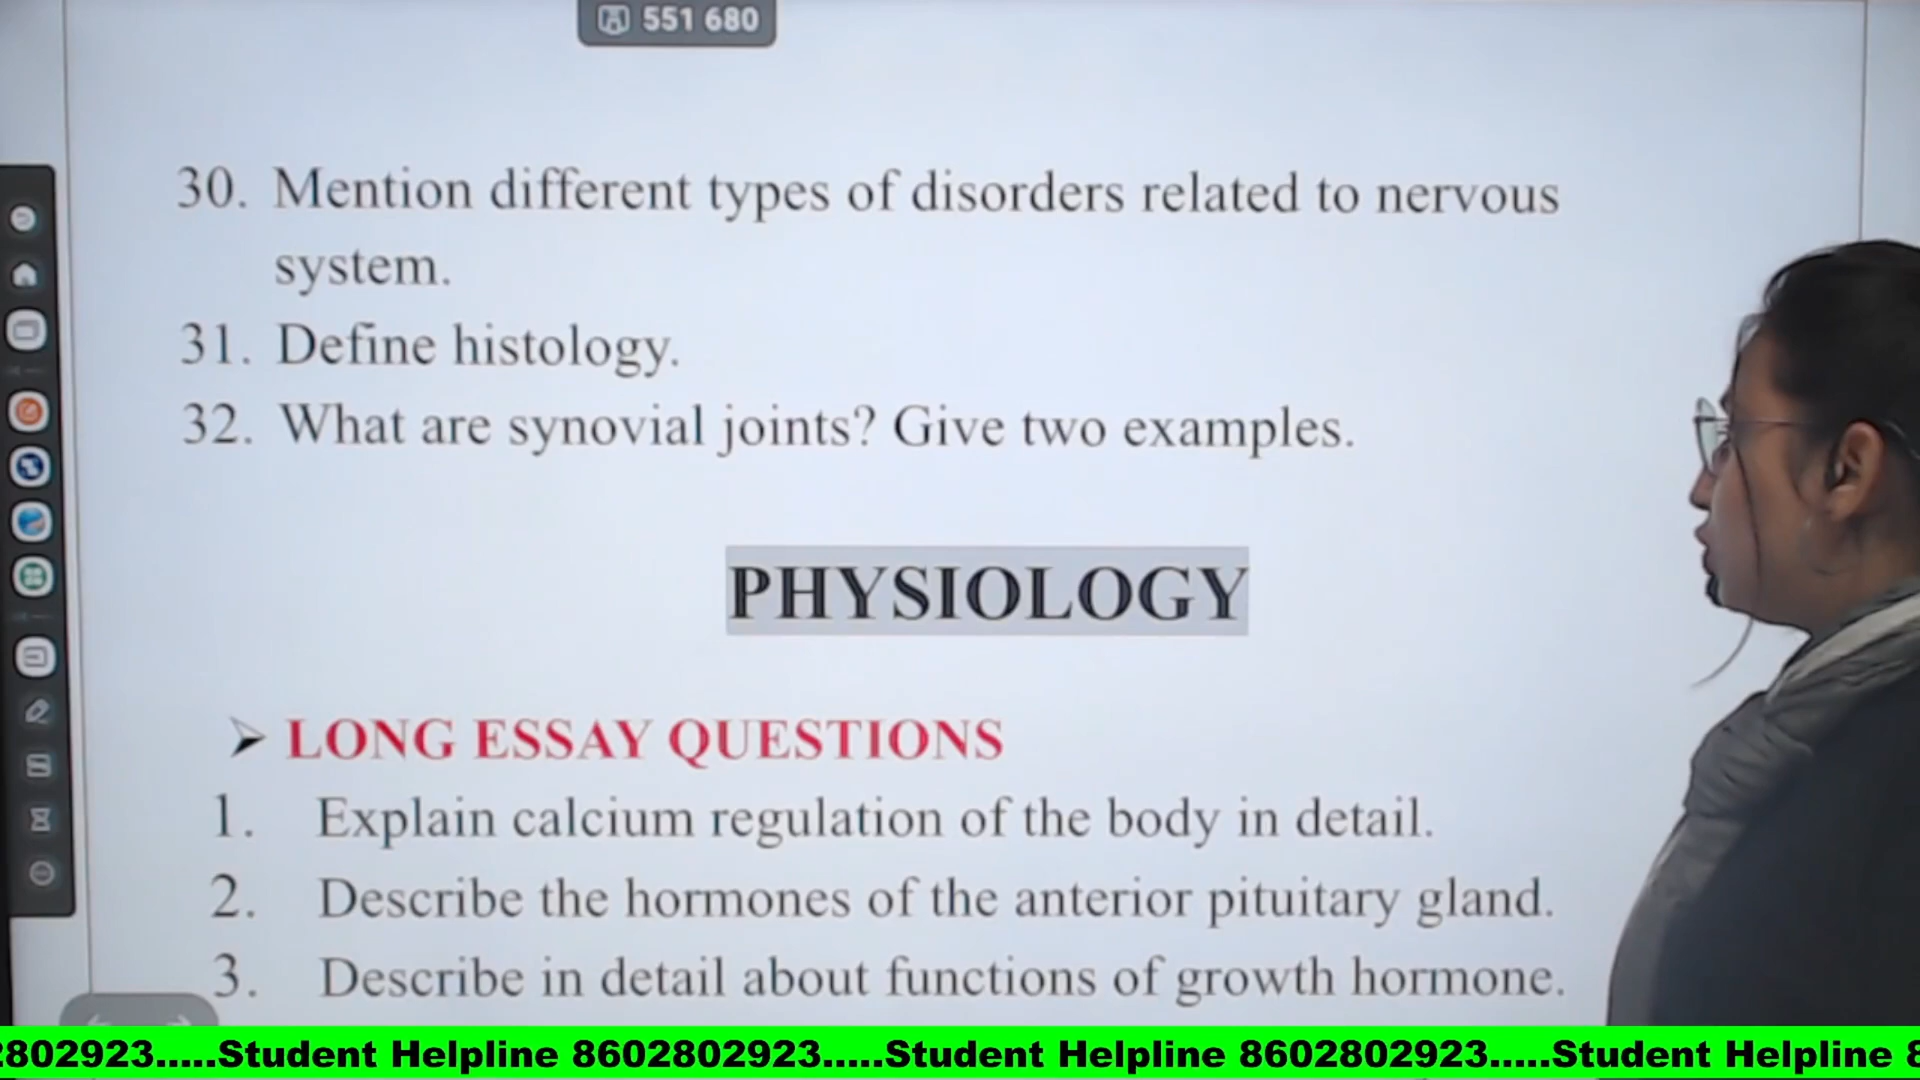 551 680
30. Mention different types of disorders related to nervous
system.
31. Define histology.
32. What are synovial joints? Give two examples.
PHYSIOLOGY
➢ LONG ESSAY QUESTIONS
1. Explain calcium regulation of the body in detail.
2. Describe the hormones of the anterior pituitary gland.
3. Describe in detail about functions of growth hormone.
2802923.....Student Helpline 8602802923.....Student Helpline 8602802923.....Student Helpline 8